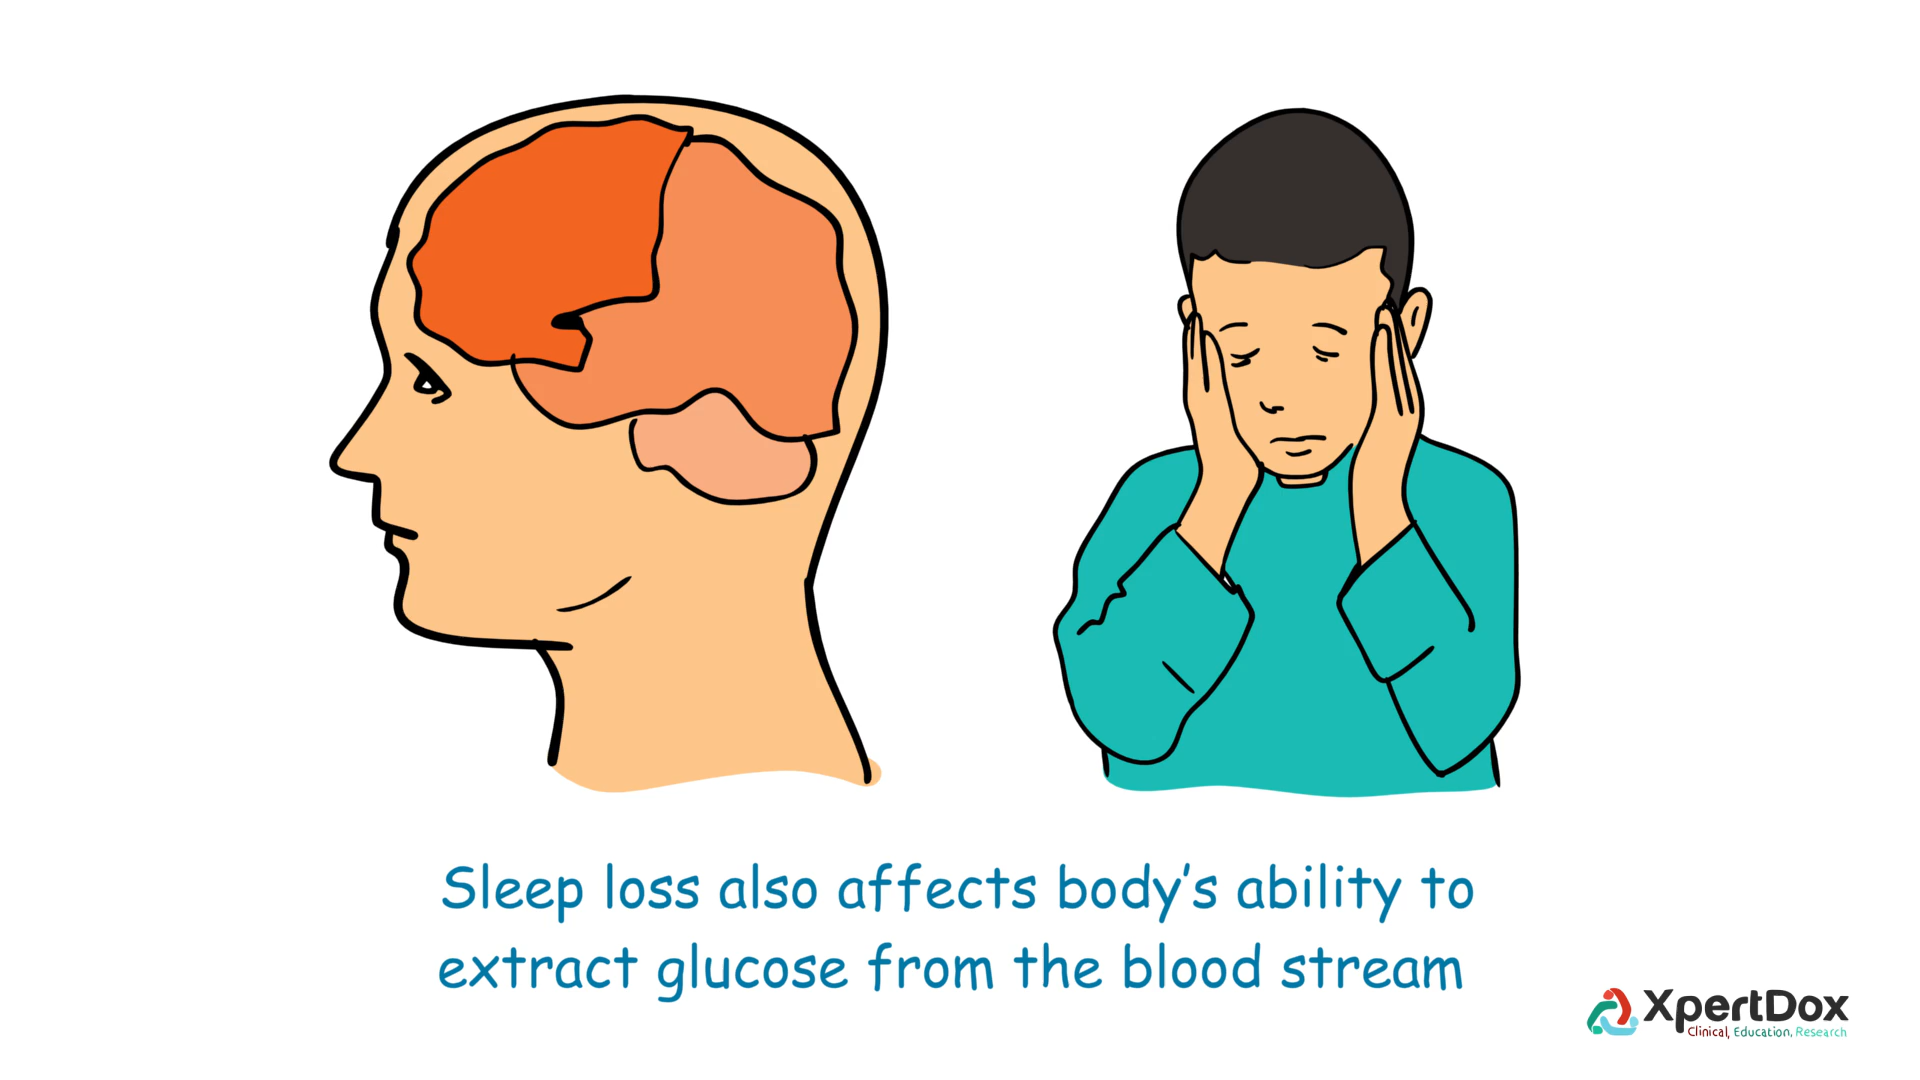 Sleep loss also affects body's ability to
extract glucose from the blood stream
XpertDox
Clinical, Education, Research